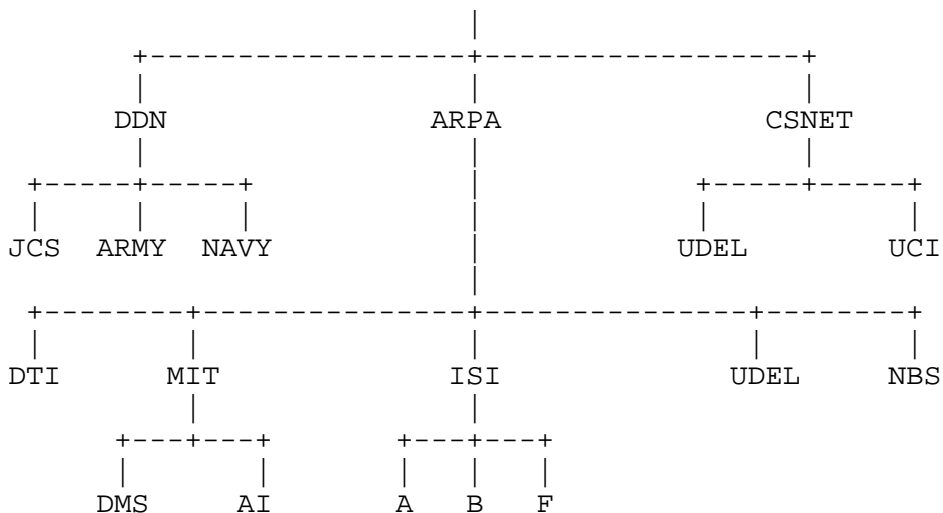 DDN ARPA CSNET
JCS ARMY NAVY UDEL UCI
DTI MIT ISI UDEL NBS
DMS AI A B F